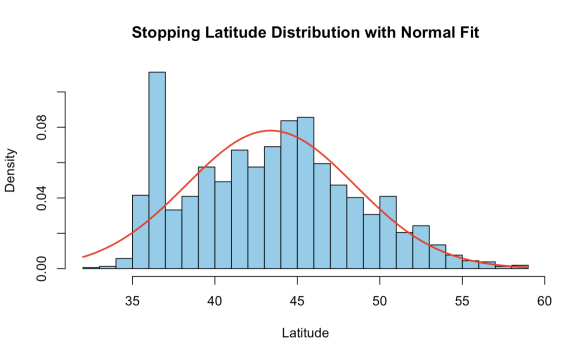 Stopping Latitude Distribution with Normal Fit
Density
0.08
0.04
0.00
35 40 45 50 55 60
Latitude